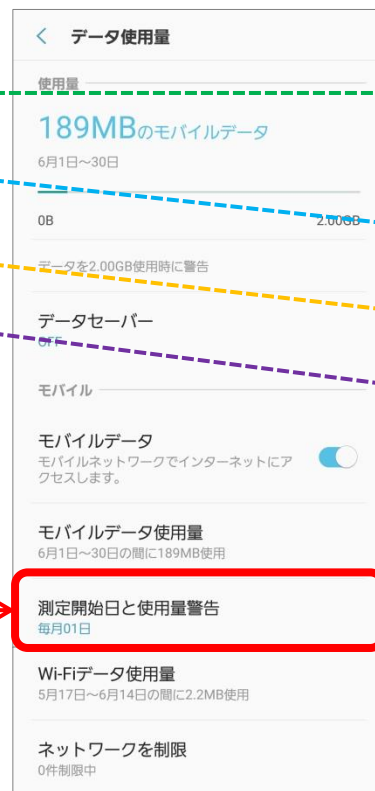 データ使用量
使用量
189MBのモバイルデータ
6月1日～30日
0B 2.00GB
データを2.00GB使用時に警告
データセーバー
OFF
モバイル
モバイルデータ
モバイルネットワークでインターネットにア
クセスします。
モバイルデータ使用量
6月1日～30日の間に189MB使用
測定開始日と使用量警告
毎月01日
Wi-Fiデータ使用量
5月17日～6月14日の間に2.2MB使用
ネットワークを制限
0件制限中